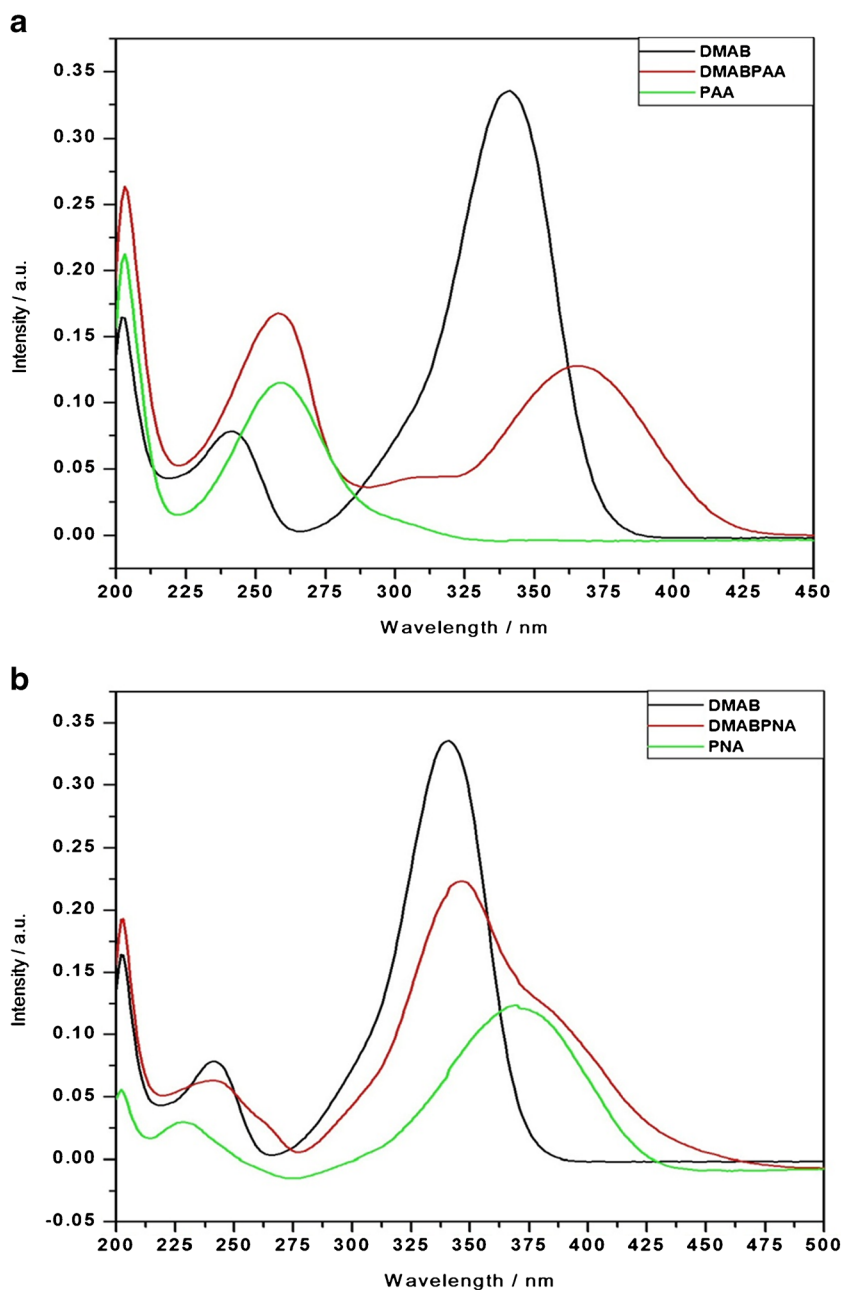 a
DMAB
DMABPAA
PAA
0.35
0.30
0.25
0.20
0.15
0.10
0.05
0.00
Intensity / a.u.
200 225 250 275 300 325 350 375 400 425 450
Wavelength / nm
b
DMAB
DMABPNA
PNA
0.35
0.30
0.25
0.20
0.15
0.10
0.05
0.00
-0.05
Intensity / a.u.
200 225 250 275 300 325 350 375 400 425 450 475 500
Wavelength / nm